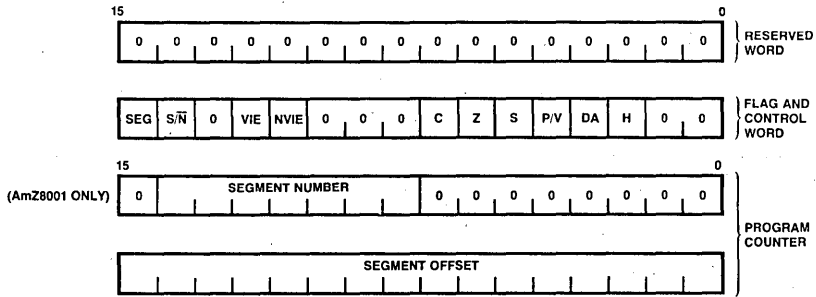 15 0
0 0 0 0 0 0 0 0 0 0 0 0 0 0 0 0
RESERVED
WORD
SEG S/N̅ 0 VIE NVIE 0 0 0 C Z S P/V DA H 0 0
FLAG AND
CONTROL
WORD
15 0
(AmZ8001 ONLY)
0 SEGMENT NUMBER 0 0 0 0 0 0 0 0
SEGMENT OFFSET
PROGRAM
COUNTER